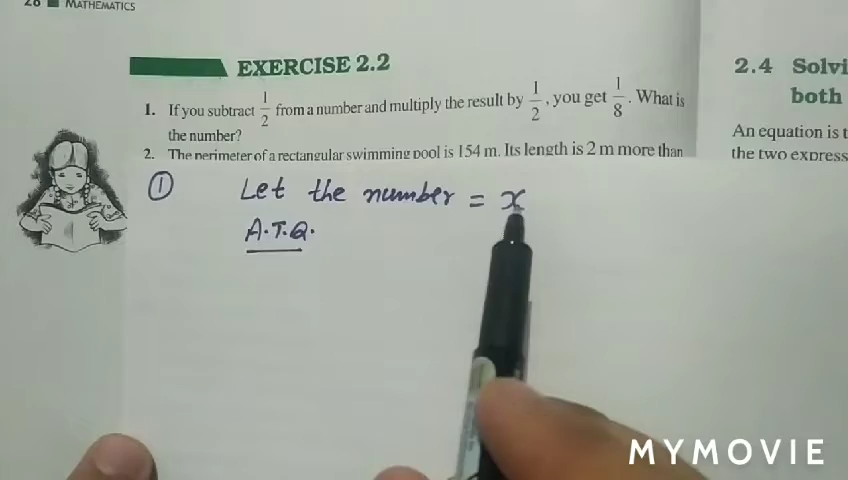 28 MATHEMATICS
EXERCISE 2.2
1. If you subtract 1/2 from a number and multiply the result by 1/2, you get 1/8. What is
the number?
2. The perimeter of a rectangular swimming pool is 154 m. Its length is 2 m more than
2.4 Solvi
both
An equation is t
the two express
① Let the number = x
A.T.Q.
MYMOVIE